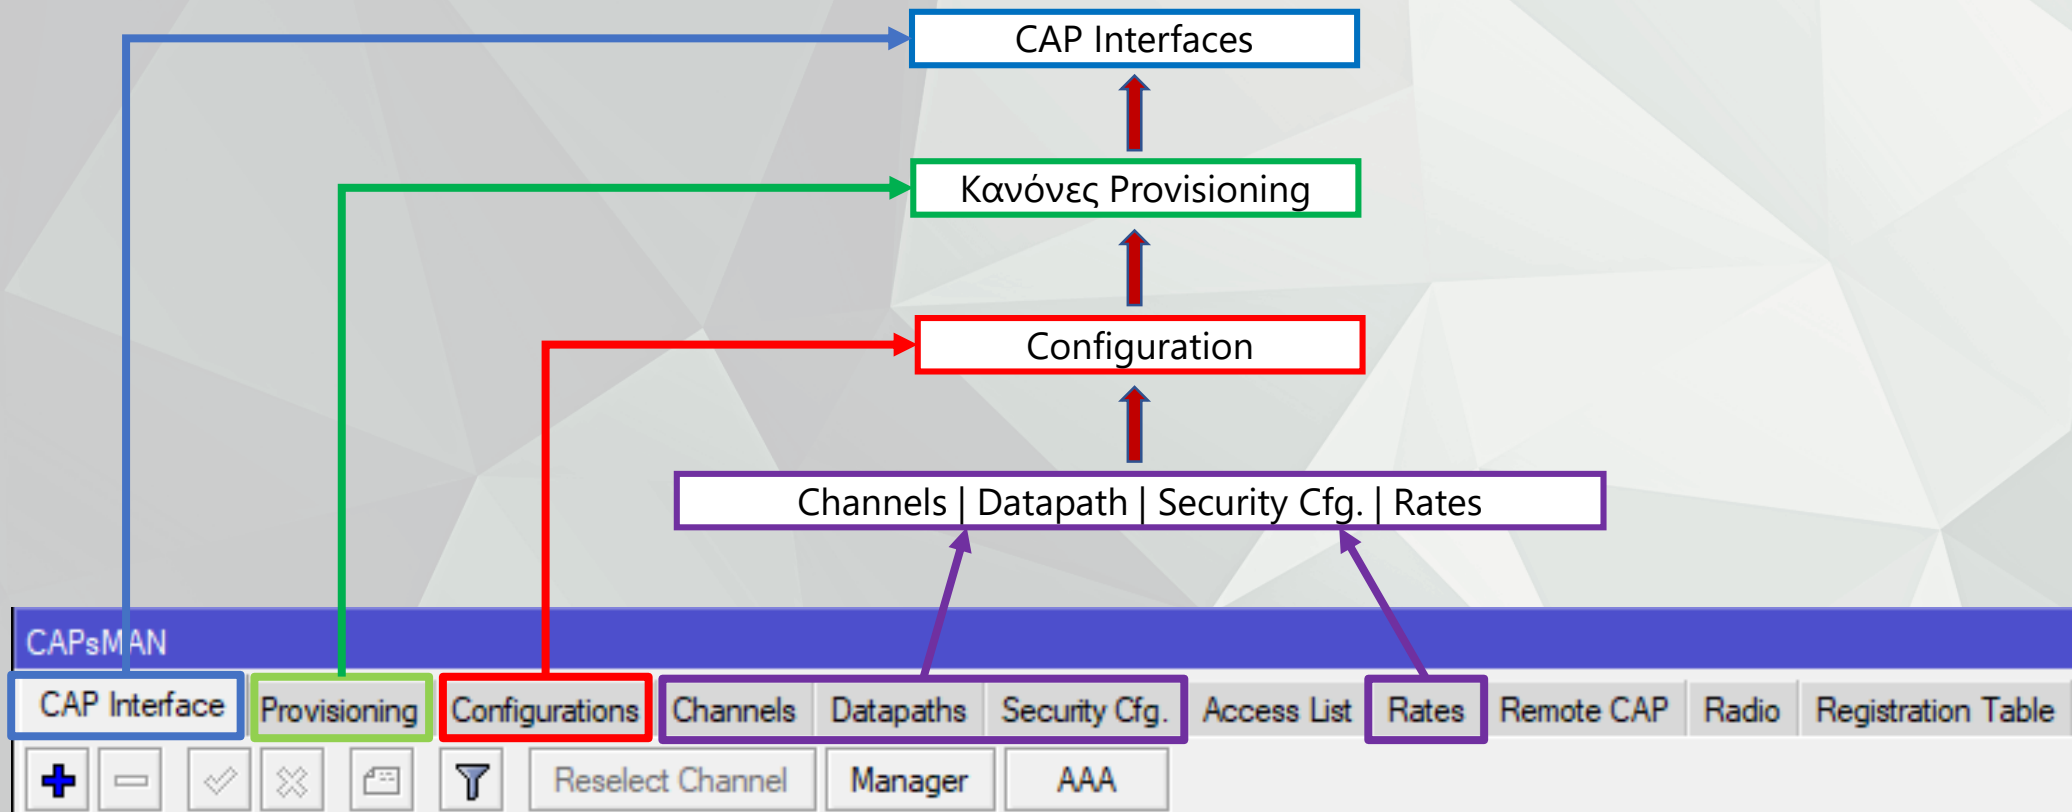 CAP Interfaces
Κανόνες Provisioning
Configuration
Channels | Datapath | Security Cfg. | Rates
CAPsMAN
CAP Interface Provisioning Configurations Channels Datapaths Security Cfg. Access List Rates Remote CAP Radio Registration Table
Reselect Channel Manager AAA